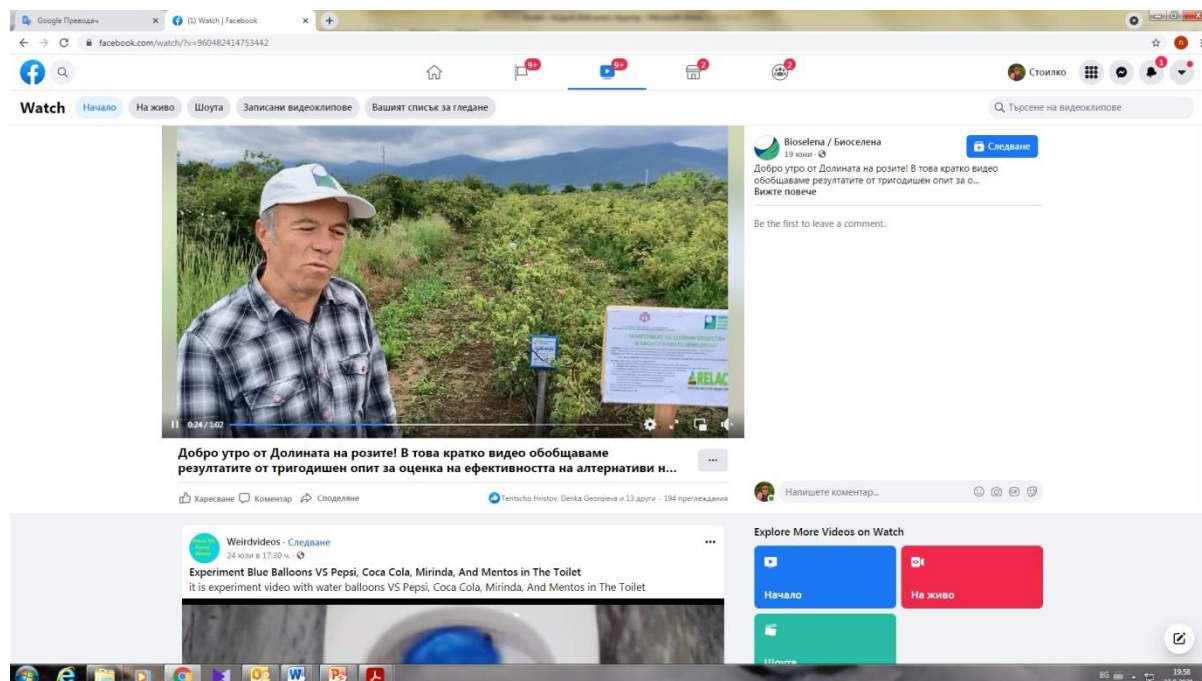 Google Преводач
(1) Watch | Facebook
facebook.com/watch/?v=960482414753442
n
9+
9+
2
2
Стоилко
1
Watch
Начало
На живо
Шоута
Записани видеоклипове
Вашият списък за гледане
Търсене на видеоклипове
RELAC
0:24 / 1:02
Bioselena / Биоселена
19 юни
Следване
Добро утро от Долината на розите! В това кратко видео
обобщаваме резултатите от тригодишен опит за о...
Вижте повече
Be the first to leave a comment.
Добро утро от Долината на розите! В това кратко видео обобщаваме
резултатите от тригодишен опит за оценка на ефективността на алтернативи н...
Харесване
Коментар
Споделяне
Tentscho Hristov, Denka Georgieva и 13 други · 194 преглеждания
Напишете коментар...
Weirdvideos · Следване
24 юли в 17:30 ч.
Experiment Blue Balloons VS Pepsi, Coca Cola, Mirinda, And Mentos in The Toilet
it is experiment video with water balloons VS Pepsi, Coca Cola, Mirinda, And Mentos in The Toilet
Explore More Videos on Watch
Начало
На живо
Шоута
BG
19:58